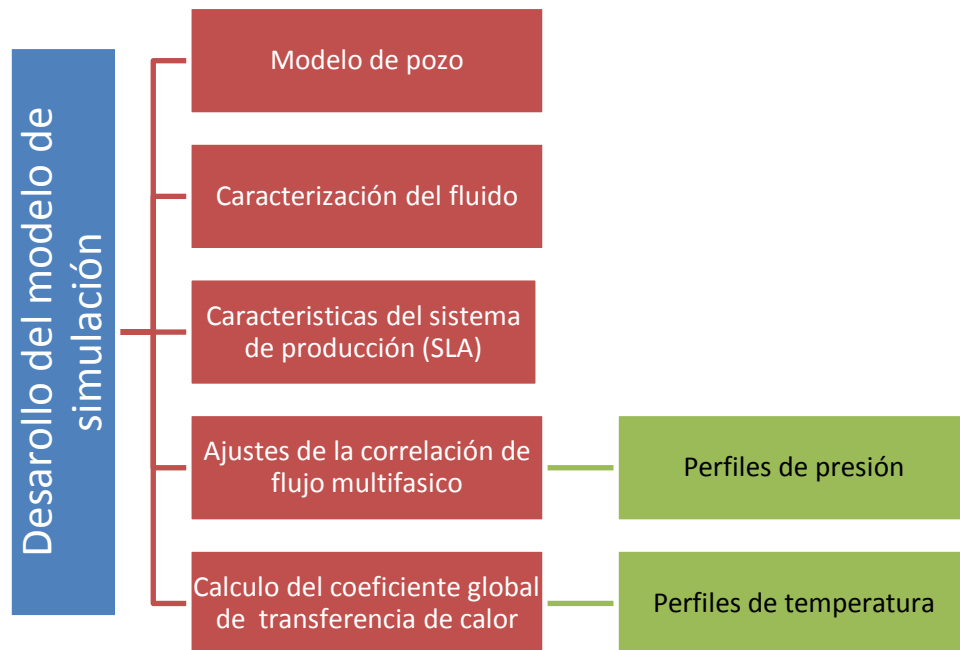 Desarollo del modelo de
simulación
Modelo de pozo
Caracterización del fluido
Caracteristicas del sistema
de producción (SLA)
Ajustes de la correlación de
flujo multifasico
Perfiles de presión
Calculo del coeficiente global
de transferencia de calor
Perfiles de temperatura